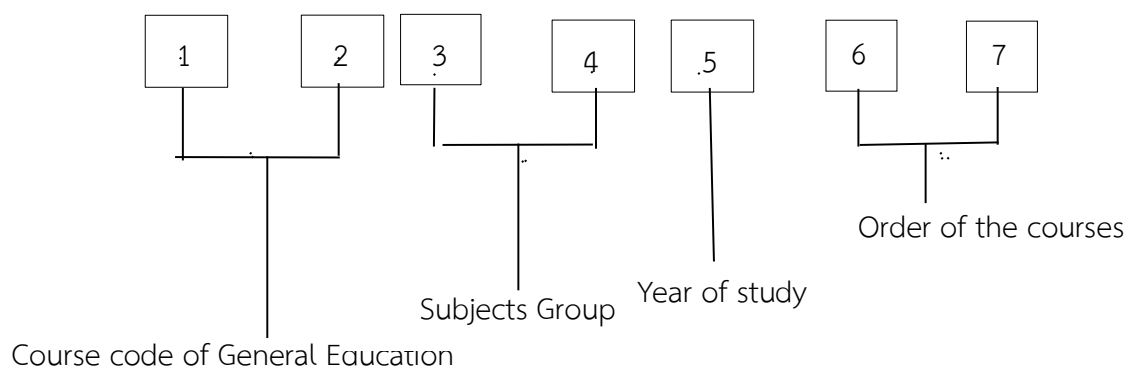 1 2 3 4 5 6 7
Order of the courses
Year of study
Subjects Group
Course code of General Education